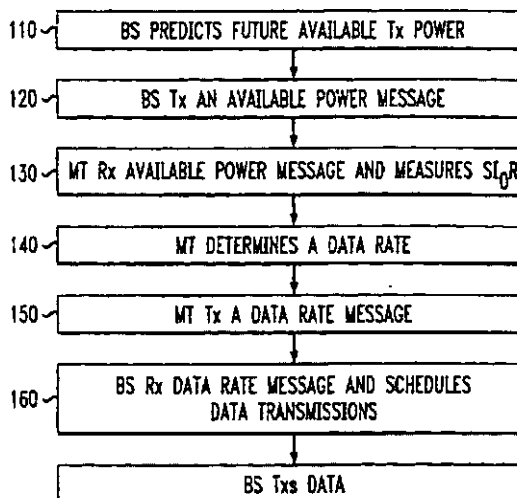 110 BS PREDICTS FUTURE AVAILABLE Tx POWER
120 BS Tx AN AVAILABLE POWER MESSAGE
130 MT Rx AVAILABLE POWER MESSAGE AND MEASURES SI₀R
140 MT DETERMINES A DATA RATE
150 MT Tx A DATA RATE MESSAGE
160 BS Rx DATA RATE MESSAGE AND SCHEDULES
DATA TRANSMISSIONS
BS Txs DATA